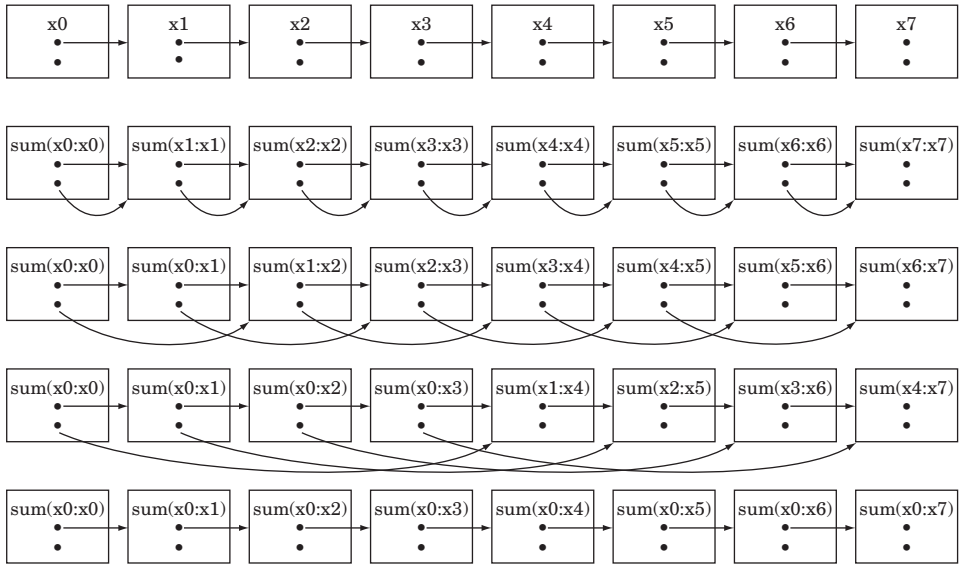 x0 x1 x2 x3 x4 x5 x6 x7
sum(x0:x0) sum(x1:x1) sum(x2:x2) sum(x3:x3) sum(x4:x4) sum(x5:x5) sum(x6:x6) sum(x7:x7)
sum(x0:x0) sum(x0:x1) sum(x1:x2) sum(x2:x3) sum(x3:x4) sum(x4:x5) sum(x5:x6) sum(x6:x7)
sum(x0:x0) sum(x0:x1) sum(x0:x2) sum(x0:x3) sum(x1:x4) sum(x2:x5) sum(x3:x6) sum(x4:x7)
sum(x0:x0) sum(x0:x1) sum(x0:x2) sum(x0:x3) sum(x0:x4) sum(x0:x5) sum(x0:x6) sum(x0:x7)